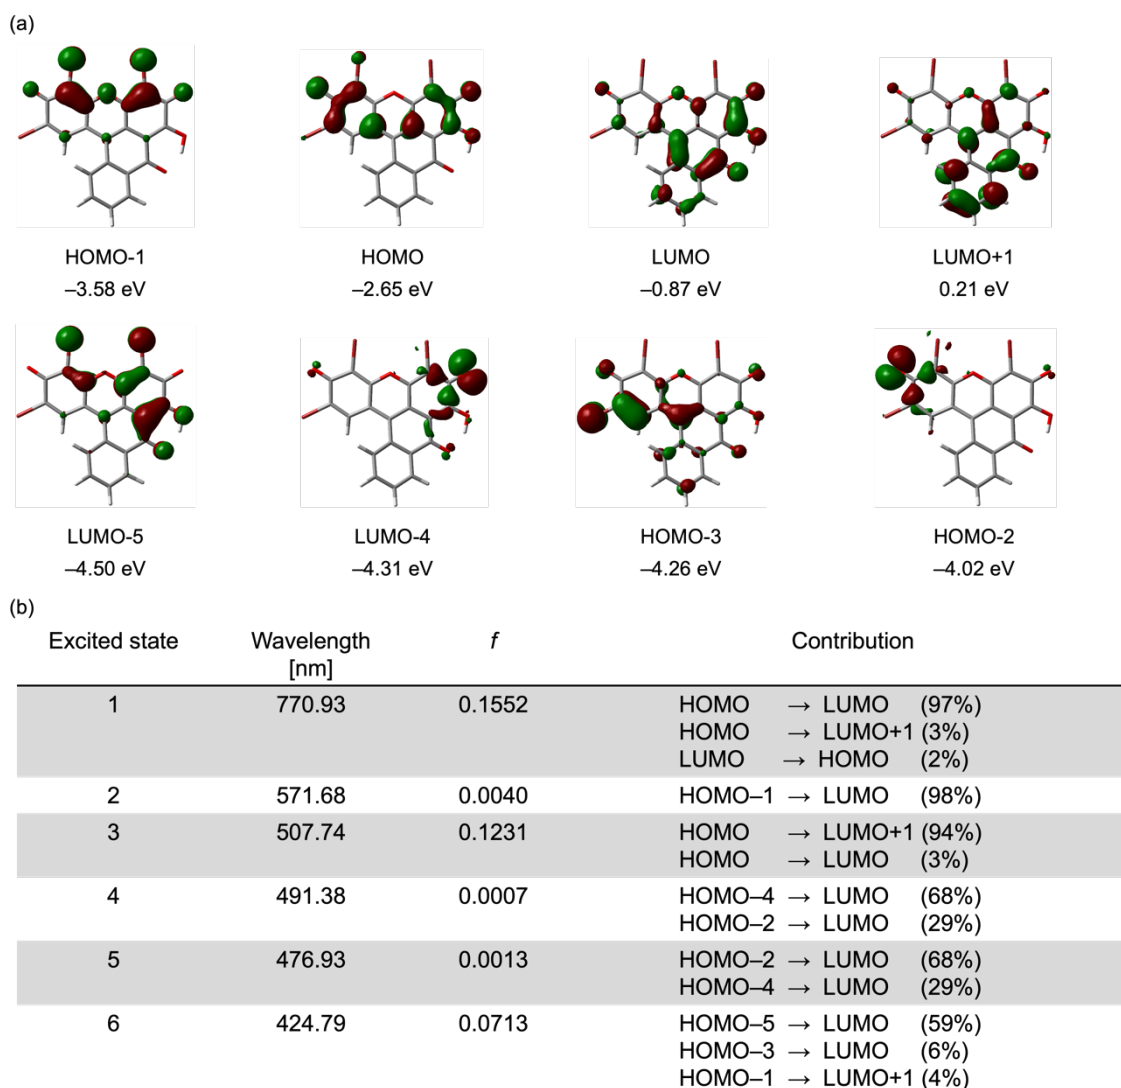 (a)
HOMO-1 HOMO LUMO LUMO+1
–3.58 eV –2.65 eV –0.87 eV 0.21 eV
LUMO-5 LUMO-4 HOMO-3 HOMO-2
–4.50 eV –4.31 eV –4.26 eV –4.02 eV
(b)
Excited state Wavelength [nm] f Contribution
1 770.93 0.1552 HOMO → LUMO (97%)
HOMO → LUMO+1 (3%)
LUMO → HOMO (2%)
2 571.68 0.0040 HOMO–1 → LUMO (98%)
3 507.74 0.1231 HOMO → LUMO+1 (94%)
HOMO → LUMO (3%)
4 491.38 0.0007 HOMO–4 → LUMO (68%)
HOMO–2 → LUMO (29%)
5 476.93 0.0013 HOMO–2 → LUMO (68%)
HOMO–4 → LUMO (29%)
6 424.79 0.0713 HOMO–5 → LUMO (59%)
HOMO–3 → LUMO (6%)
HOMO–1 → LUMO+1 (4%)